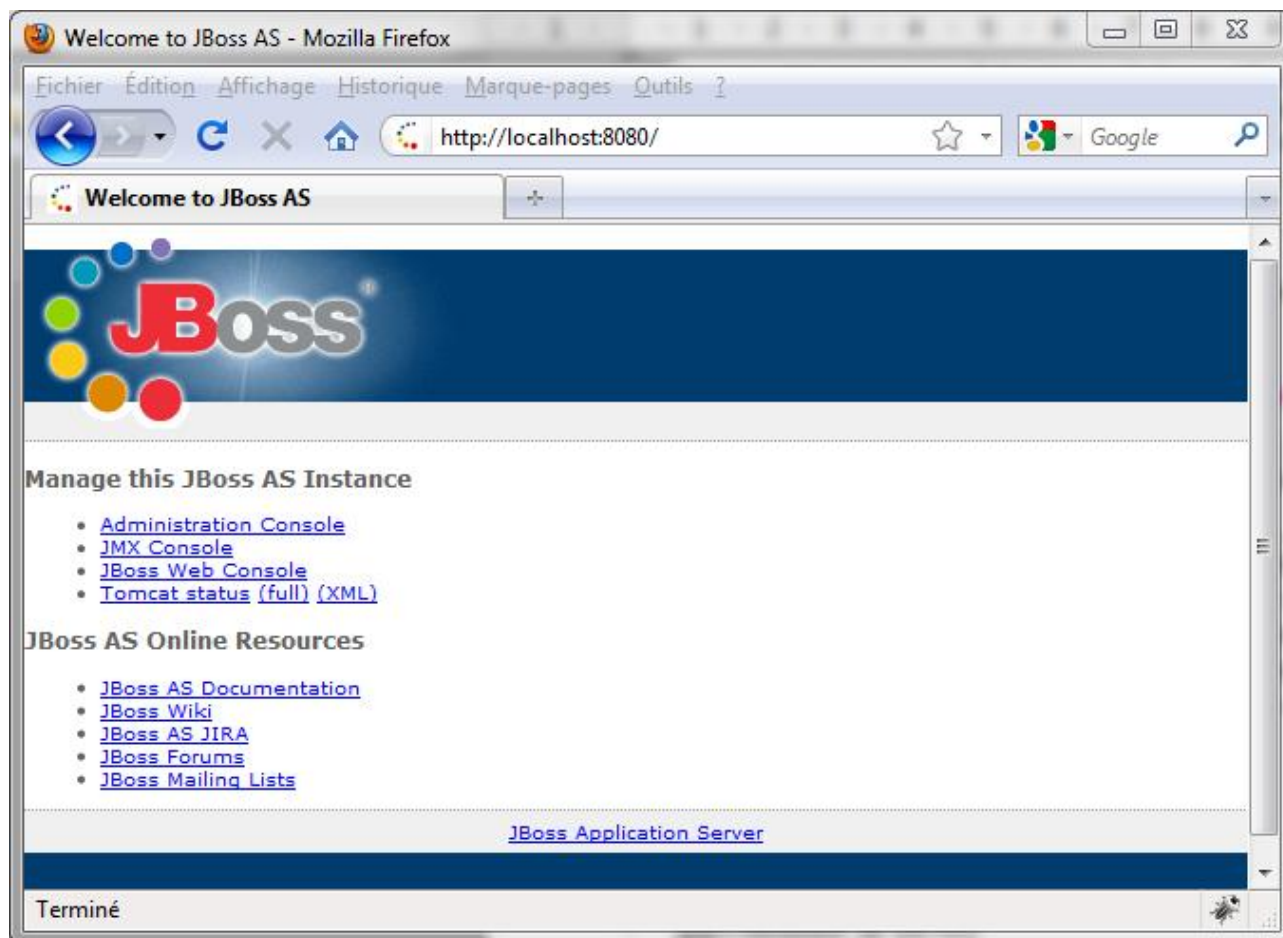 Welcome to JBoss AS - Mozilla Firefox
Fichier Édition Affichage Historique Marque-pages Outils ?
http://localhost:8080/ Google
Welcome to JBoss AS
JBoss®
Manage this JBoss AS Instance
• Administration Console
• JMX Console
• JBoss Web Console
• Tomcat status (full) (XML)
JBoss AS Online Resources
• JBoss AS Documentation
• JBoss Wiki
• JBoss AS JIRA
• JBoss Forums
• JBoss Mailing Lists
JBoss Application Server
Terminé